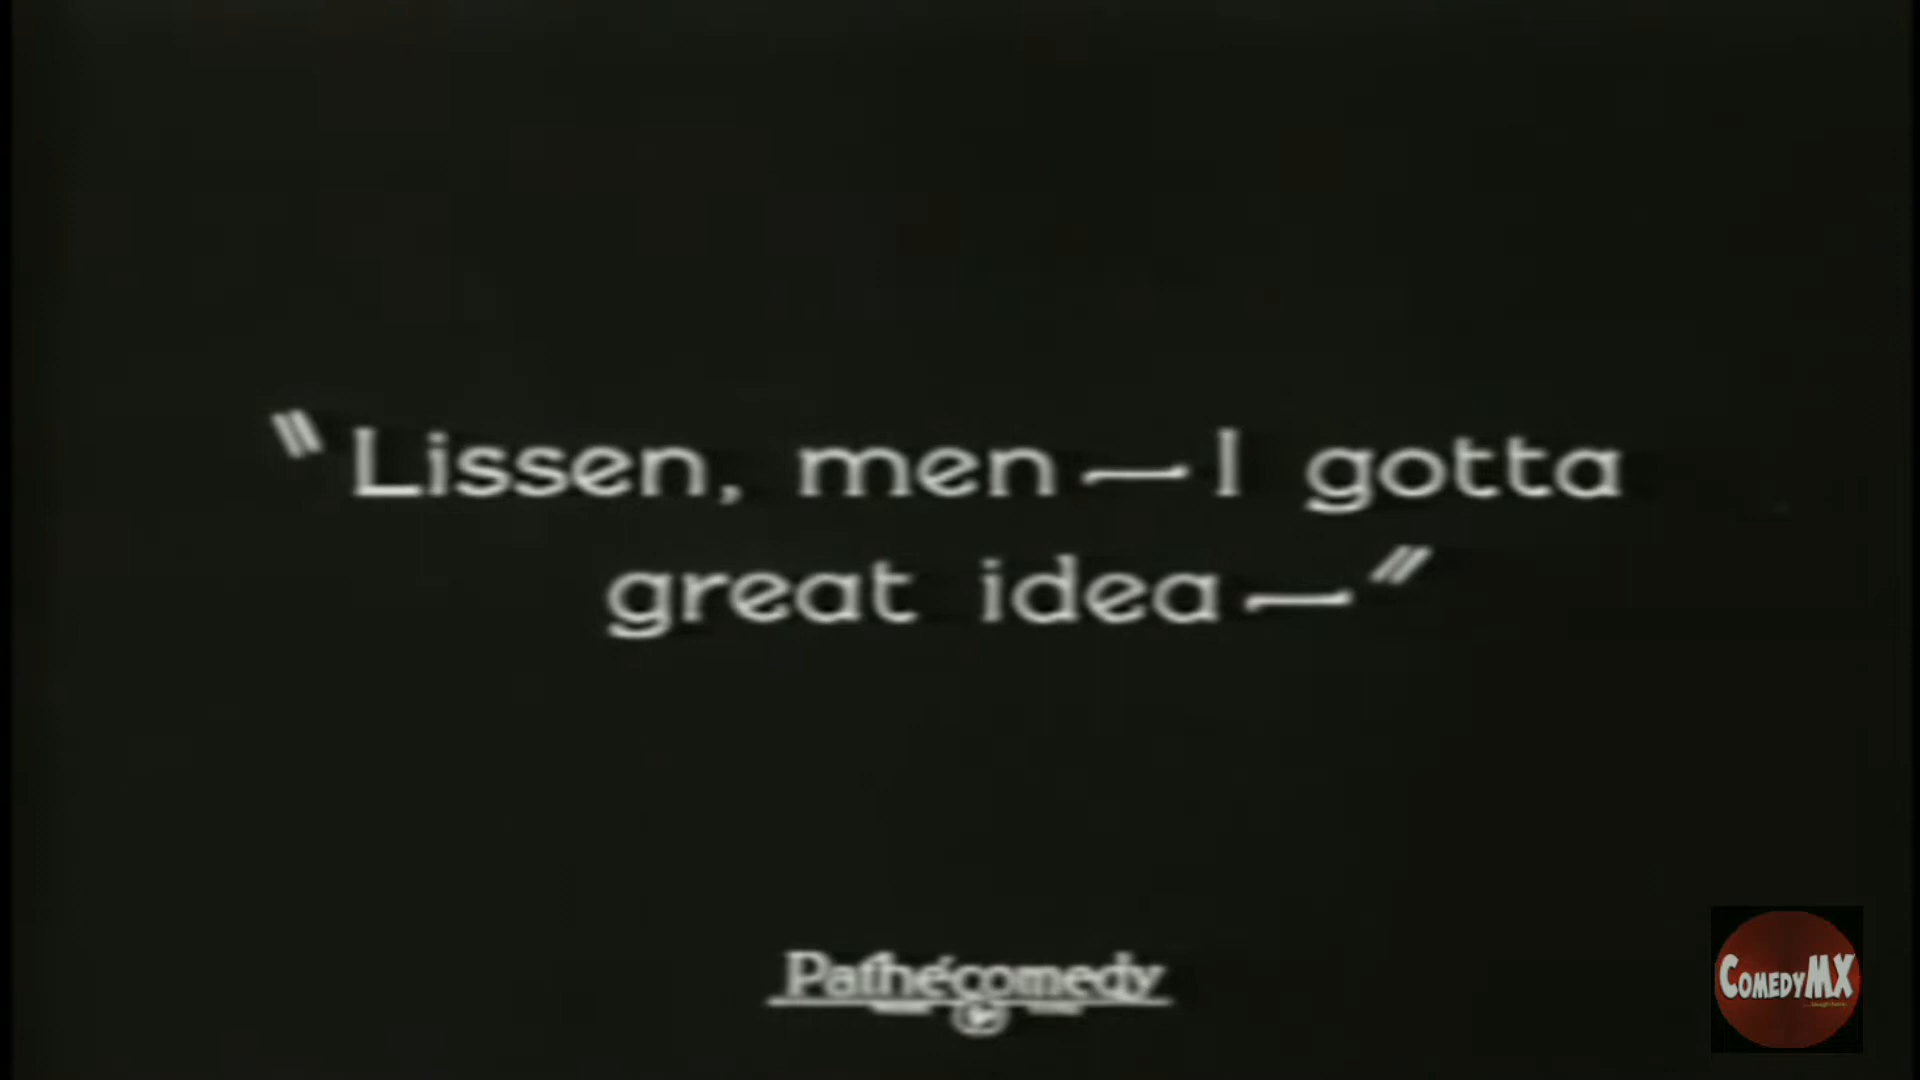 "Lissen, men—I gotta
great idea—"
Pathécomedy
COMEDYMX